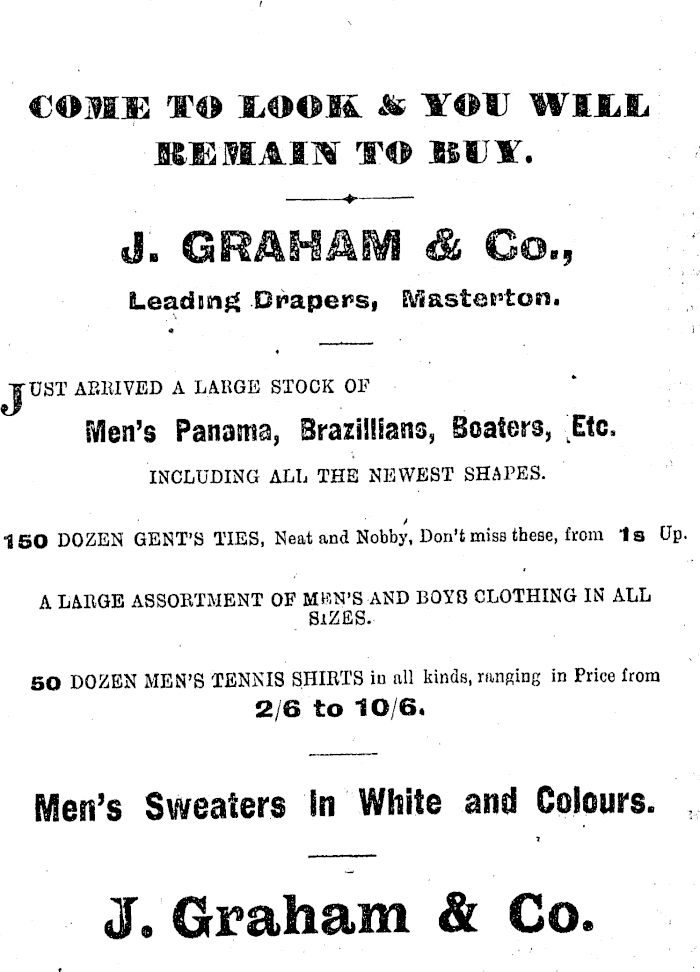 COME TO LOOK & YOU WILL
REMAIN TO BUY.
J. GRAHAM & Co.,
Leading Drapers, Masterton.
JUST ARRIVED A LARGE STOCK OF
Men's Panama, Brazillians, Boaters, Etc.
INCLUDING ALL THE NEWEST SHAPES.
150 DOZEN GENT'S TIES, Neat and Nobby, Don't miss these, from 1s Up.
A LARGE ASSORTMENT OF MEN'S AND BOYS CLOTHING IN ALL
SIZES.
50 DOZEN MEN'S TENNIS SHIRTS in all kinds, ranging in Price from
2/6 to 10/6.
Men's Sweaters In White and Colours.
J. Graham & Co.